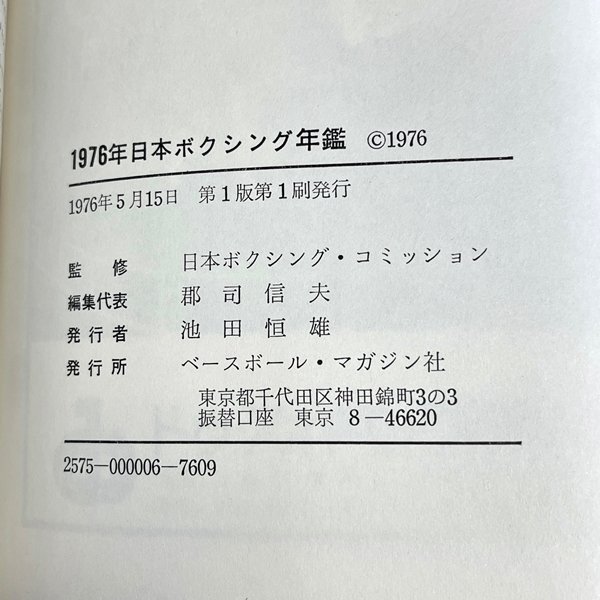 1976年日本ボクシング年鑑 ©1976
1976年5月15日 第1版第1刷発行
監修 日本ボクシング・コミッション
編集代表 郡司信夫
発行者 池田恒雄
発行所 ベースボール・マガジン社
東京都千代田区神田錦町3の3
振替口座 東京 8―46620
2575―000006―7609